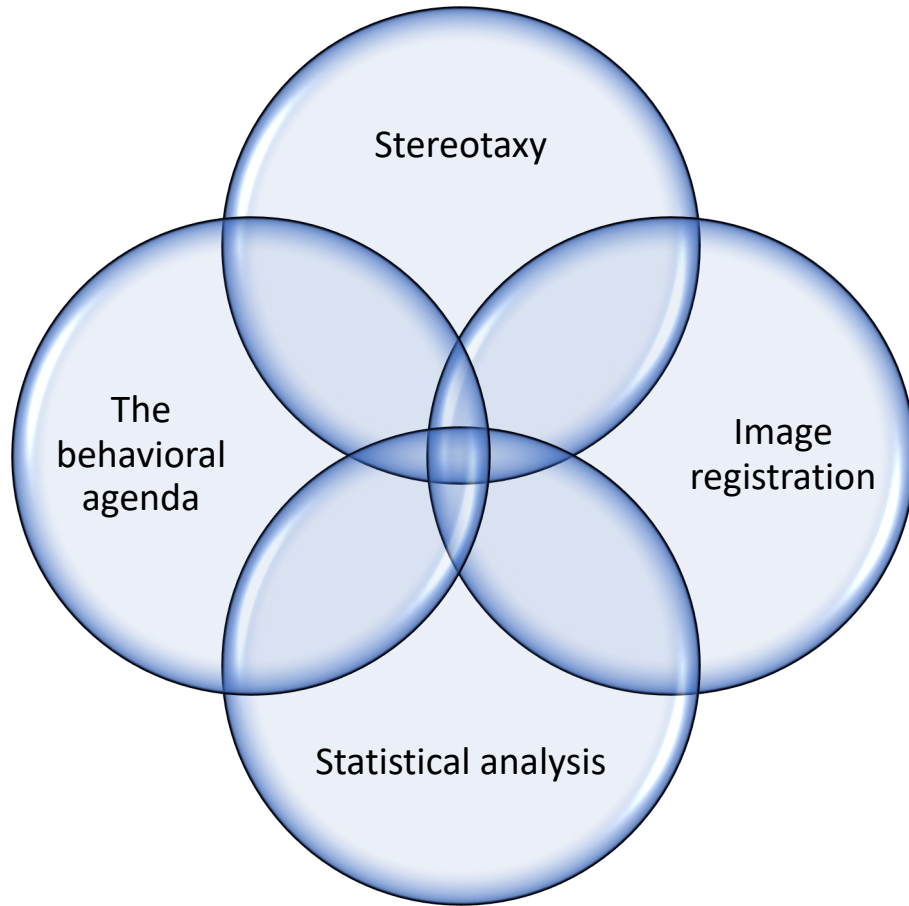 Stereotaxy
The
behavioral
agenda
Image
registration
Statistical analysis